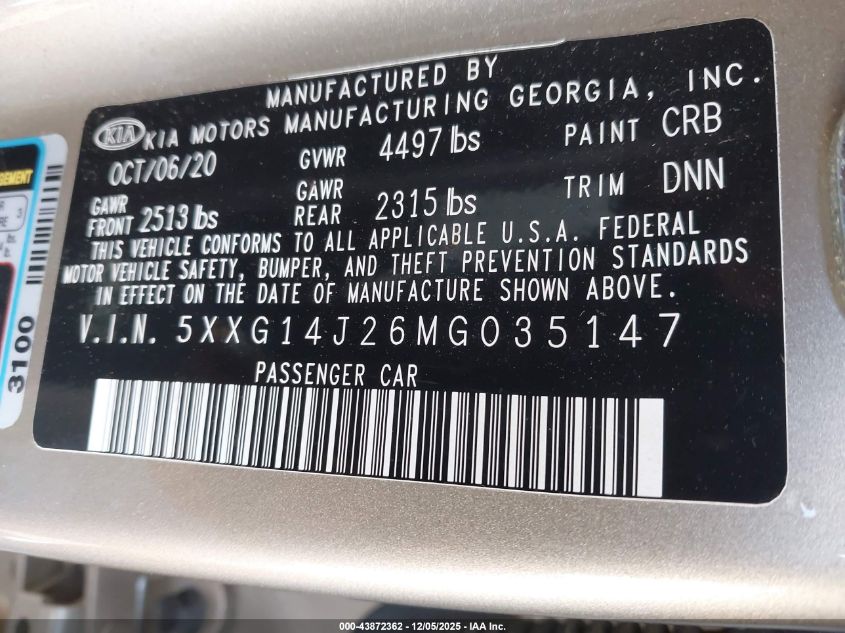 MANUFACTURED BY
KIA KIA MOTORS MANUFACTURING GEORGIA, INC.
OCT/06/20 GVWR 4497 lbs PAINT CRB
GAWR FRONT 2513 lbs GAWR REAR 2315 lbs TRIM DNN
THIS VEHICLE CONFORMS TO ALL APPLICABLE U.S.A. FEDERAL
MOTOR VEHICLE SAFETY, BUMPER, AND THEFT PREVENTION STANDARDS
IN EFFECT ON THE DATE OF MANUFACTURE SHOWN ABOVE.
V.I.N. 5XXG14J26MG035147
PASSENGER CAR
3100
000-43872362 - 12/05/2025 - IAA Inc.